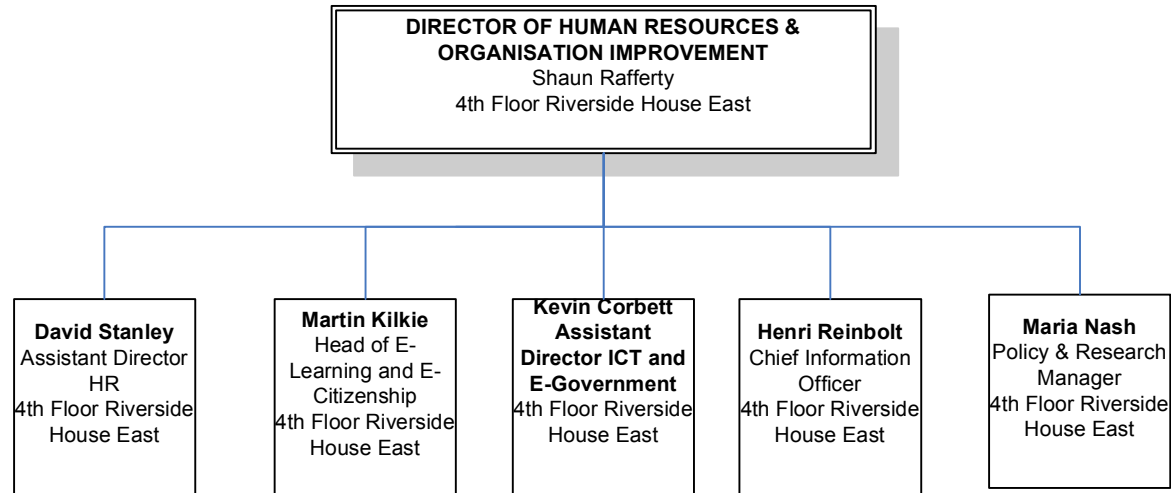 DIRECTOR OF HUMAN RESOURCES &
ORGANISATION IMPROVEMENT
Shaun Rafferty
4th Floor Riverside House East
David Stanley
Assistant Director
HR
4th Floor Riverside
House East
Martin Kilkie
Head of E-
Learning and E-
Citizenship
4th Floor Riverside
House East
Kevin Corbett
Assistant
Director ICT and
E-Government
4th Floor Riverside
House East
Henri Reinbolt
Chief Information
Officer
4th Floor Riverside
House East
Maria Nash
Policy & Research
Manager
4th Floor Riverside
House East